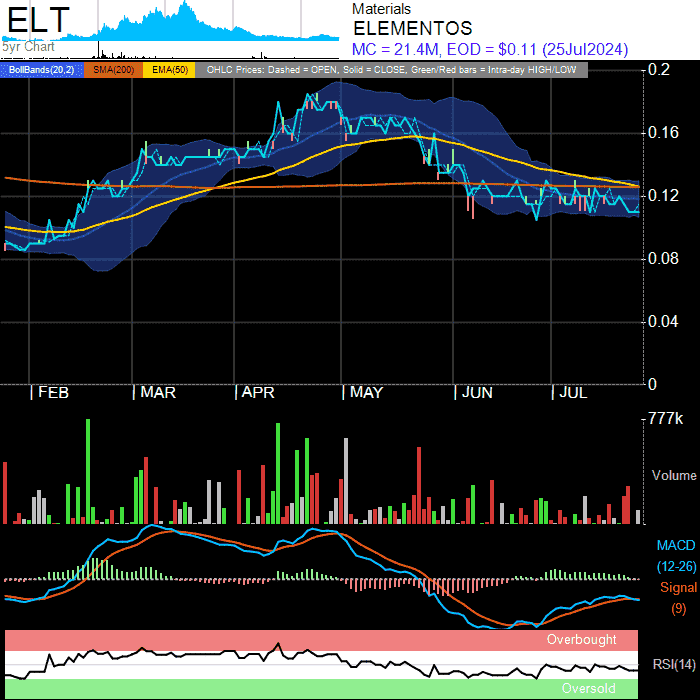 ELT
Materials
ELEMENTOS
5yr Chart
MC = 21.4M, EOD = $0.11 (25Jul2024)
BollBands(20,2) SMA(200) EMA(50) OHLC Prices: Dashed = OPEN, Solid = CLOSE, Green/Red bars = Intra-day HIGH/LOW
0.2
0.16
0.12
0.08
0.04
0
| FEB | MAR | APR | MAY | JUN | JUL
777k
Volume
MACD
(12-26)
Signal
(9)
Overbought
RSI(14)
Oversold